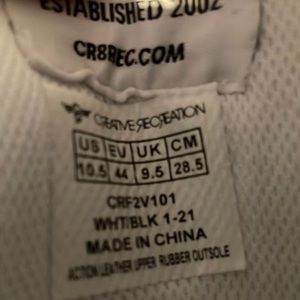 ESTABLISHED 2002
CR8REC.COM
CREATIVE RECREATION
US EU UK CM
10.5 44 9.5 28.5
CRF2V101
WHT/BLK 1-21
MADE IN CHINA
ACTION LEATHER UPPER RUBBER OUTSOLE